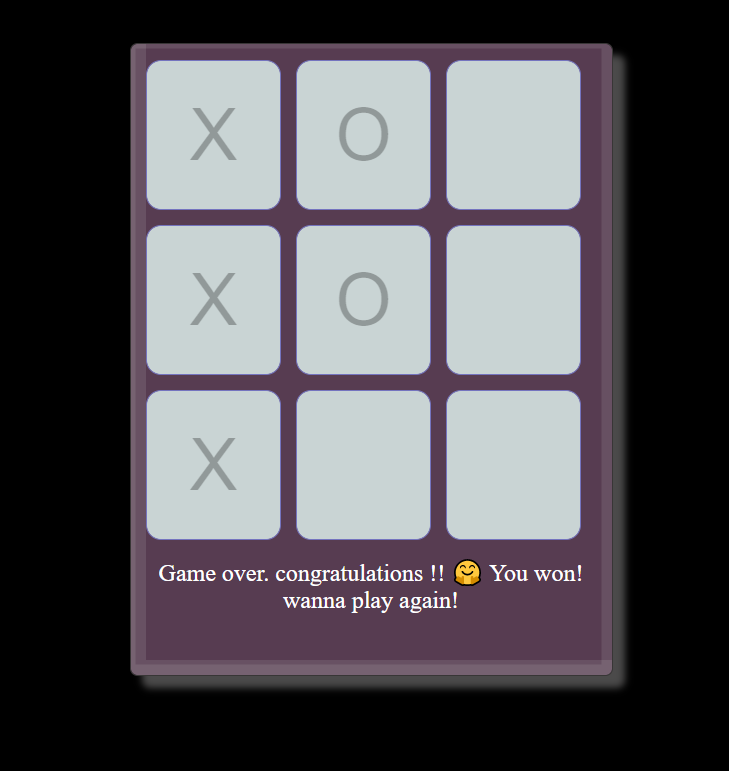 X O
X O
X
Game over. congratulations !! 🤗 You won!
wanna play again!